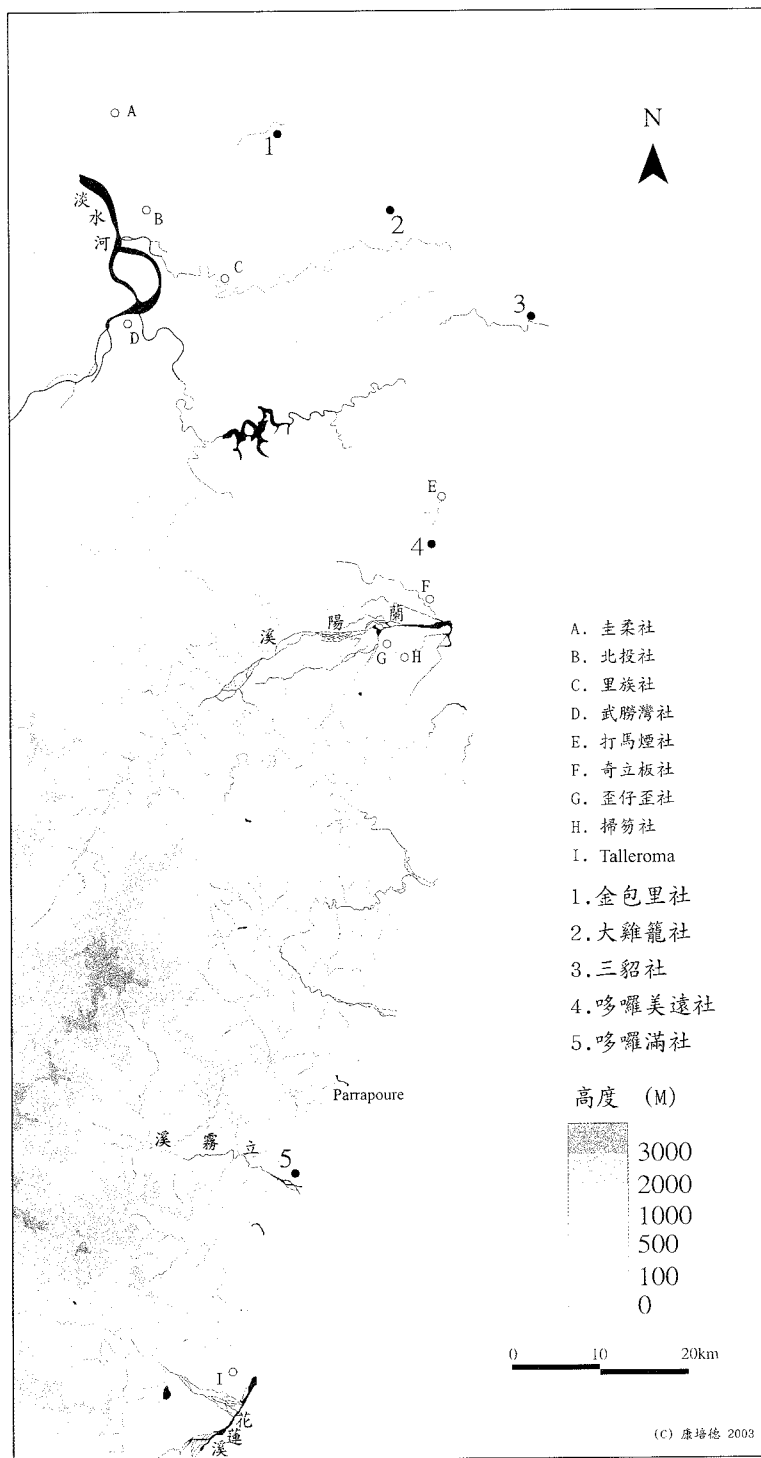 A
N
1
淡水河
B
2
C
3
D
E
4
F
溪陽蘭
G
H
A. 圭柔社
B. 北投社
C. 里族社
D. 武勝灣社
E. 打馬煙社
F. 奇立板社
G. 歪仔歪社
H. 掃笏社
I. Talleroma
1.金包里社
2.大雞籠社
3.三貂社
4.哆囉美遠社
5.哆囉滿社
Parrapoure
高度 (M)
3000
2000
1000
500
100
0
溪霧立
5
0 10 20km
I
花蓮溪
(C) 康培德 2003